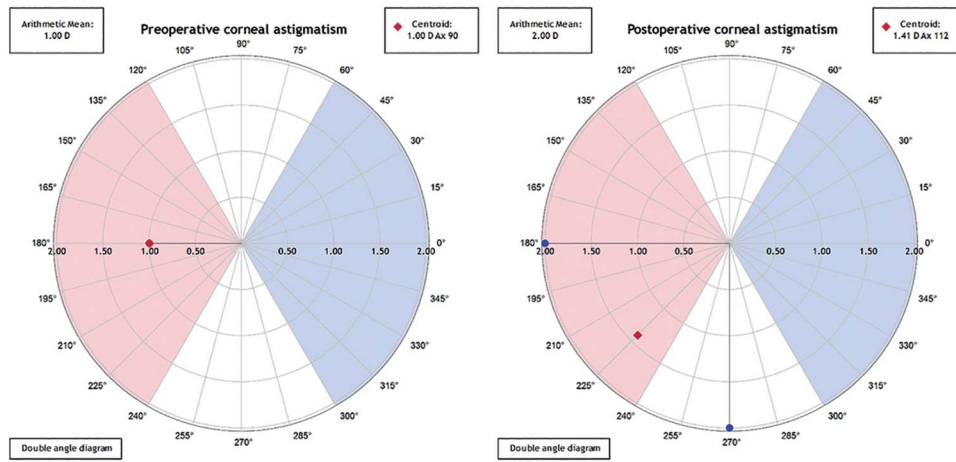 Arithmetic Mean:
1.00 D
Preoperative corneal astigmatism
Centroid:
1.00 D Ax 90
90°
105° 75°
120° 60°
135° 45°
150° 30°
165° 15°
180° 0°
2.00 1.50 1.00 0.50 0.50 1.00 1.50 2.00
195° 345°
210° 330°
225° 315°
240° 300°
255° 285°
270°
Double angle diagram
Arithmetic Mean:
2.00 D
Postoperative corneal astigmatism
Centroid:
1.41 D Ax 112
90°
105° 75°
120° 60°
135° 45°
150° 30°
165° 15°
180° 0°
2.00 1.50 1.00 0.50 0.50 1.00 1.50 2.00
195° 345°
210° 330°
225° 315°
240° 300°
255° 285°
270°
Double angle diagram